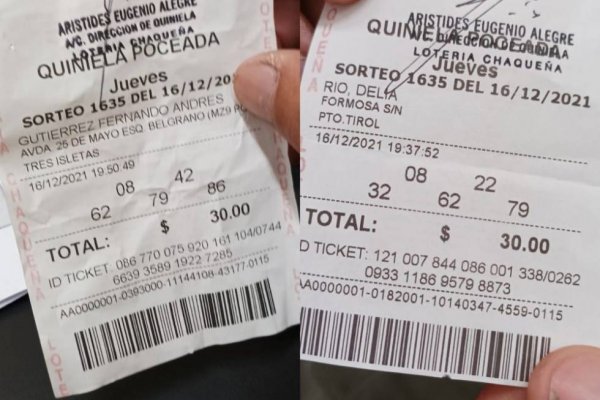 ARISTIDES EUGENIO ALEGRE
A/C. DIRECCION DE QUINIELA
LOTERIA CHAQUEÑA
QUINIELA POCEADA
Jueves
SORTEO 1635 DEL 16/12/202
GUTIERREZ FERNANDO ANDRES
AVDA. 25 DE MAYO ESQ. BELGRANO (MZ9
TRES ISLETAS
16/12/2021 19:50:49
08 42
62 79 86
$ 30.00
TOTAL:
ID TICKET: 086 770 075 920 161 104/0744
6639 3589 1922 7285
AA0000001-0393000-11144108-43177-0115
ARISTIDES EUGENIO ALEGRE
DIRECCION DE QUINIELA
LOTERIA CHAQUEÑA
QUINIELA POCEADA
Jueves
SORTEO 1635 DEL 16/12/2021
RIO, DELIA
FORMOSA S/N
PTO.TIROL
16/12/2021 19:37:52
08 22
32 62 79
TOTAL: $ 30.00
ID TICKET: 121 007 844 086 001 338/0262
0933 1186 9579 8873
AA0000001-0182001-10140347-4559-0115